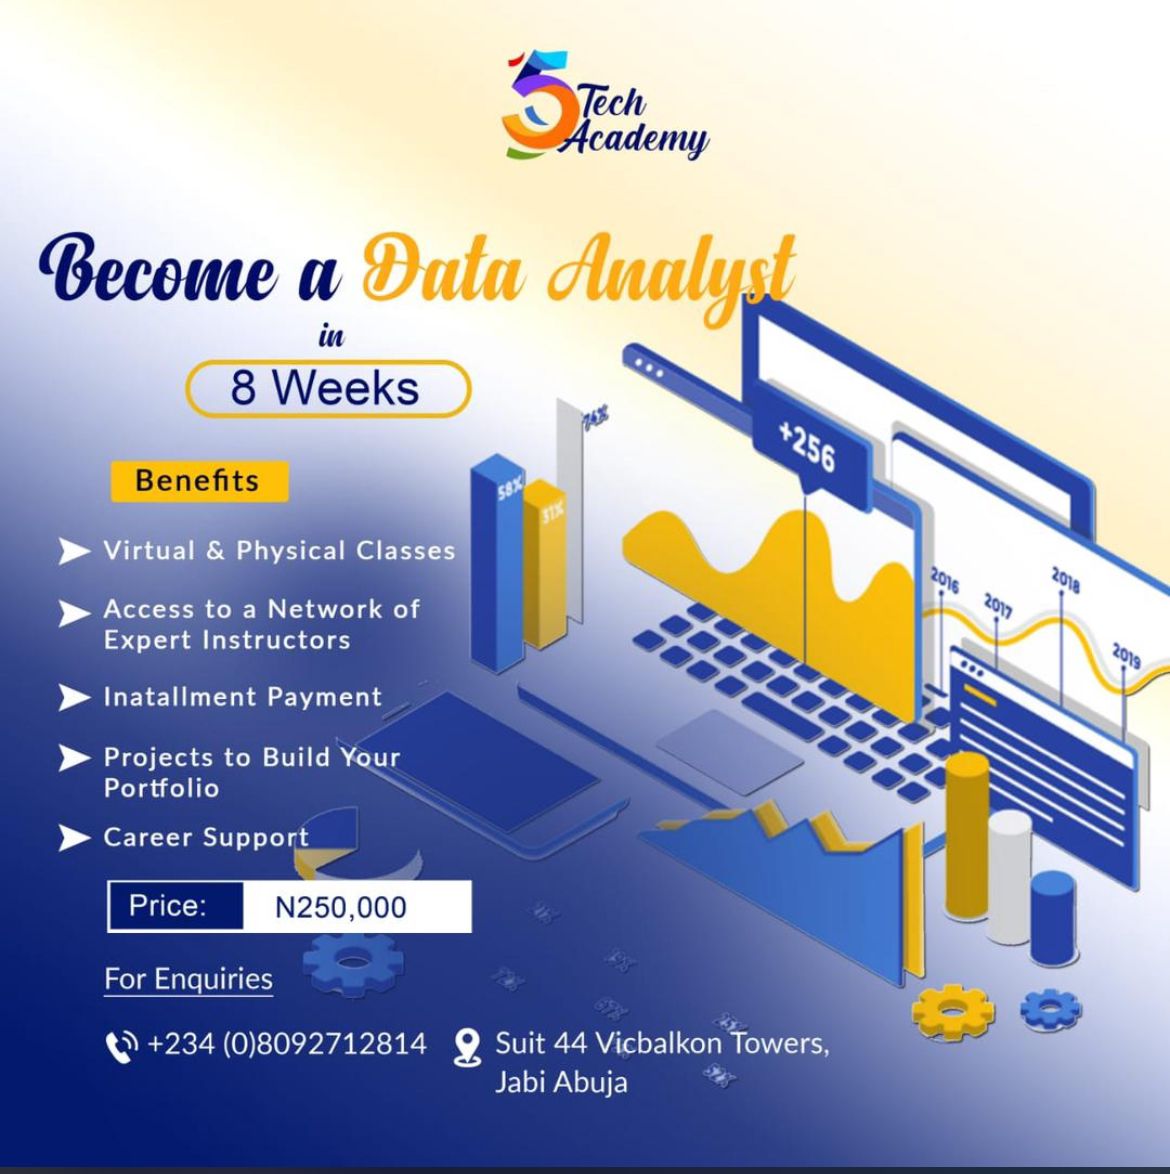 5 Tech
Academy
Become a Data Analyst
in
8 Weeks
Benefits
Virtual & Physical Classes
Access to a Network of
Expert Instructors
Inatallment Payment
Projects to Build Your
Portfolio
Career Support
Price: N250,000
For Enquiries
+234 (0)8092712814
Suit 44 Vicbalkon Towers,
Jabi Abuja
58%
31%
74%
+256
2016
2017
2018
2019